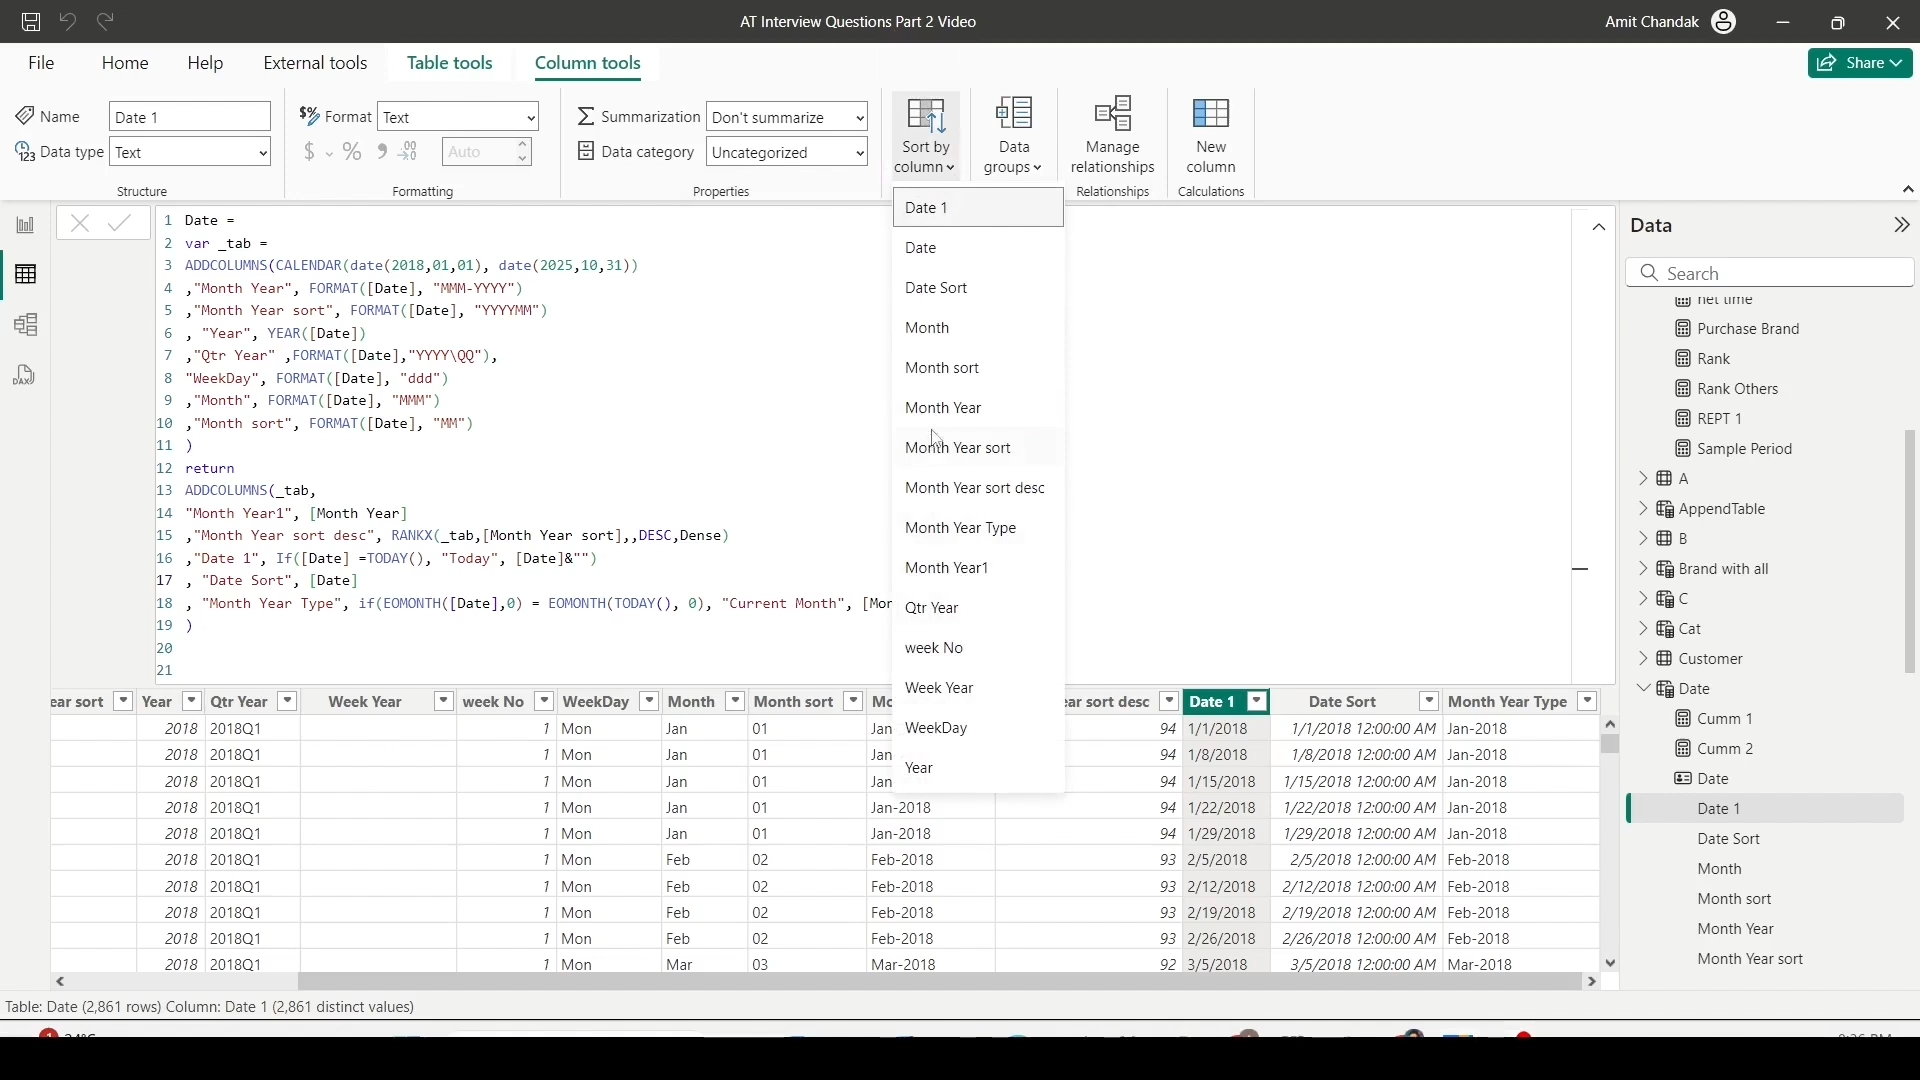 AT Interview Questions Part 2 Video
Amit Chandak
File
Home
Help
External tools
Table tools
Column tools
Share
Name
Date 1
Data type
Text
Structure
Format
Text
$ % 9 .00
Auto
Formatting
Summarization
Don't summarize
Data category
Uncategorized
Properties
Sort by
column
Data
groups
Manage
relationships
Relationships
New
column
Calculations
Date 1
Date
Date Sort
Month
Month sort
Month Year
Month Year sort
Month Year sort desc
Month Year Type
Month Year1
Qtr Year
week No
Week Year
WeekDay
Year
1 Date =
2 var _tab =
3 ADDCOLUMNS(CALENDAR(date(2018,01,01), date(2025,10,31))
4 ,"Month Year", FORMAT([Date], "MMM-YYYY")
5 ,"Month Year sort", FORMAT([Date], "YYYYMM")
6 , "Year", YEAR([Date])
7 ,"Qtr Year" ,FORMAT([Date],"YYYY\QQ"),
8 "WeekDay", FORMAT([Date], "ddd")
9 ,"Month", FORMAT([Date], "MMM")
10 ,"Month sort", FORMAT([Date], "MM")
11 )
12 return
13 ADDCOLUMNS(_tab,
14 "Month Year1", [Month Year]
15 ,"Month Year sort desc", RANKX(_tab,[Month Year sort],,DESC,Dense)
16 ,"Date 1", If([Date] =TODAY(), "Today", [Date]&"")
17 , "Date Sort", [Date]
18 , "Month Year Type", if(EOMONTH([Date],0) = EOMONTH(TODAY(), 0), "Current Month", [Mor
19 )
20
21
ear sort Year Qtr Year Week Year week No WeekDay Month Month sort Mo ear sort desc Date 1 Date Sort Month Year Type
2018 2018Q1 1 Mon Jan 01 Jan 94 1/1/2018 1/1/2018 12:00:00 AM Jan-2018
2018 2018Q1 1 Mon Jan 01 Jan 94 1/8/2018 1/8/2018 12:00:00 AM Jan-2018
2018 2018Q1 1 Mon Jan 01 Jan 94 1/15/2018 1/15/2018 12:00:00 AM Jan-2018
2018 2018Q1 1 Mon Jan 01 Jan-2018 94 1/22/2018 1/22/2018 12:00:00 AM Jan-2018
2018 2018Q1 1 Mon Jan 01 Jan-2018 94 1/29/2018 1/29/2018 12:00:00 AM Jan-2018
2018 2018Q1 1 Mon Feb 02 Feb-2018 93 2/5/2018 2/5/2018 12:00:00 AM Feb-2018
2018 2018Q1 1 Mon Feb 02 Feb-2018 93 2/12/2018 2/12/2018 12:00:00 AM Feb-2018
2018 2018Q1 1 Mon Feb 02 Feb-2018 93 2/19/2018 2/19/2018 12:00:00 AM Feb-2018
2018 2018Q1 1 Mon Feb 02 Feb-2018 93 2/26/2018 2/26/2018 12:00:00 AM Feb-2018
2018 2018Q1 1 Mon Mar 03 Mar-2018 92 3/5/2018 3/5/2018 12:00:00 AM Mar-2018
Data
Search
net time
Purchase Brand
Rank
Rank Others
REPT 1
Sample Period
A
AppendTable
B
Brand with all
C
Cat
Customer
Date
Cumm 1
Cumm 2
Date
Date 1
Date Sort
Month
Month sort
Month Year
Month Year sort
Table: Date (2,861 rows) Column: Date 1 (2,861 distinct values)